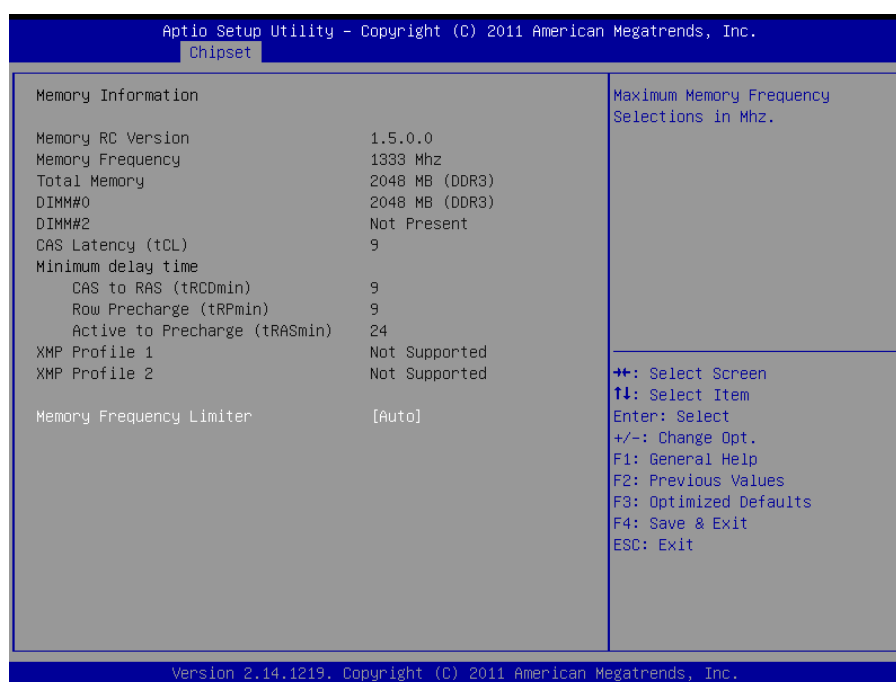 Aptio Setup Utility – Copyright (C) 2011 American Megatrends, Inc.
Chipset
Memory Information
Memory RC Version 1.5.0.0
Memory Frequency 1333 Mhz
Total Memory 2048 MB (DDR3)
DIMM#0 2048 MB (DDR3)
DIMM#2 Not Present
CAS Latency (tCL) 9
Minimum delay time
CAS to RAS (tRCDmin) 9
Row Precharge (tRPmin) 9
Active to Precharge (tRASmin) 24
XMP Profile 1 Not Supported
XMP Profile 2 Not Supported
Memory Frequency Limiter [Auto]
Maximum Memory Frequency
Selections in Mhz.
→←: Select Screen
↑↓: Select Item
Enter: Select
+/-: Change Opt.
F1: General Help
F2: Previous Values
F3: Optimized Defaults
F4: Save & Exit
ESC: Exit
Version 2.14.1219. Copyright (C) 2011 American Megatrends, Inc.